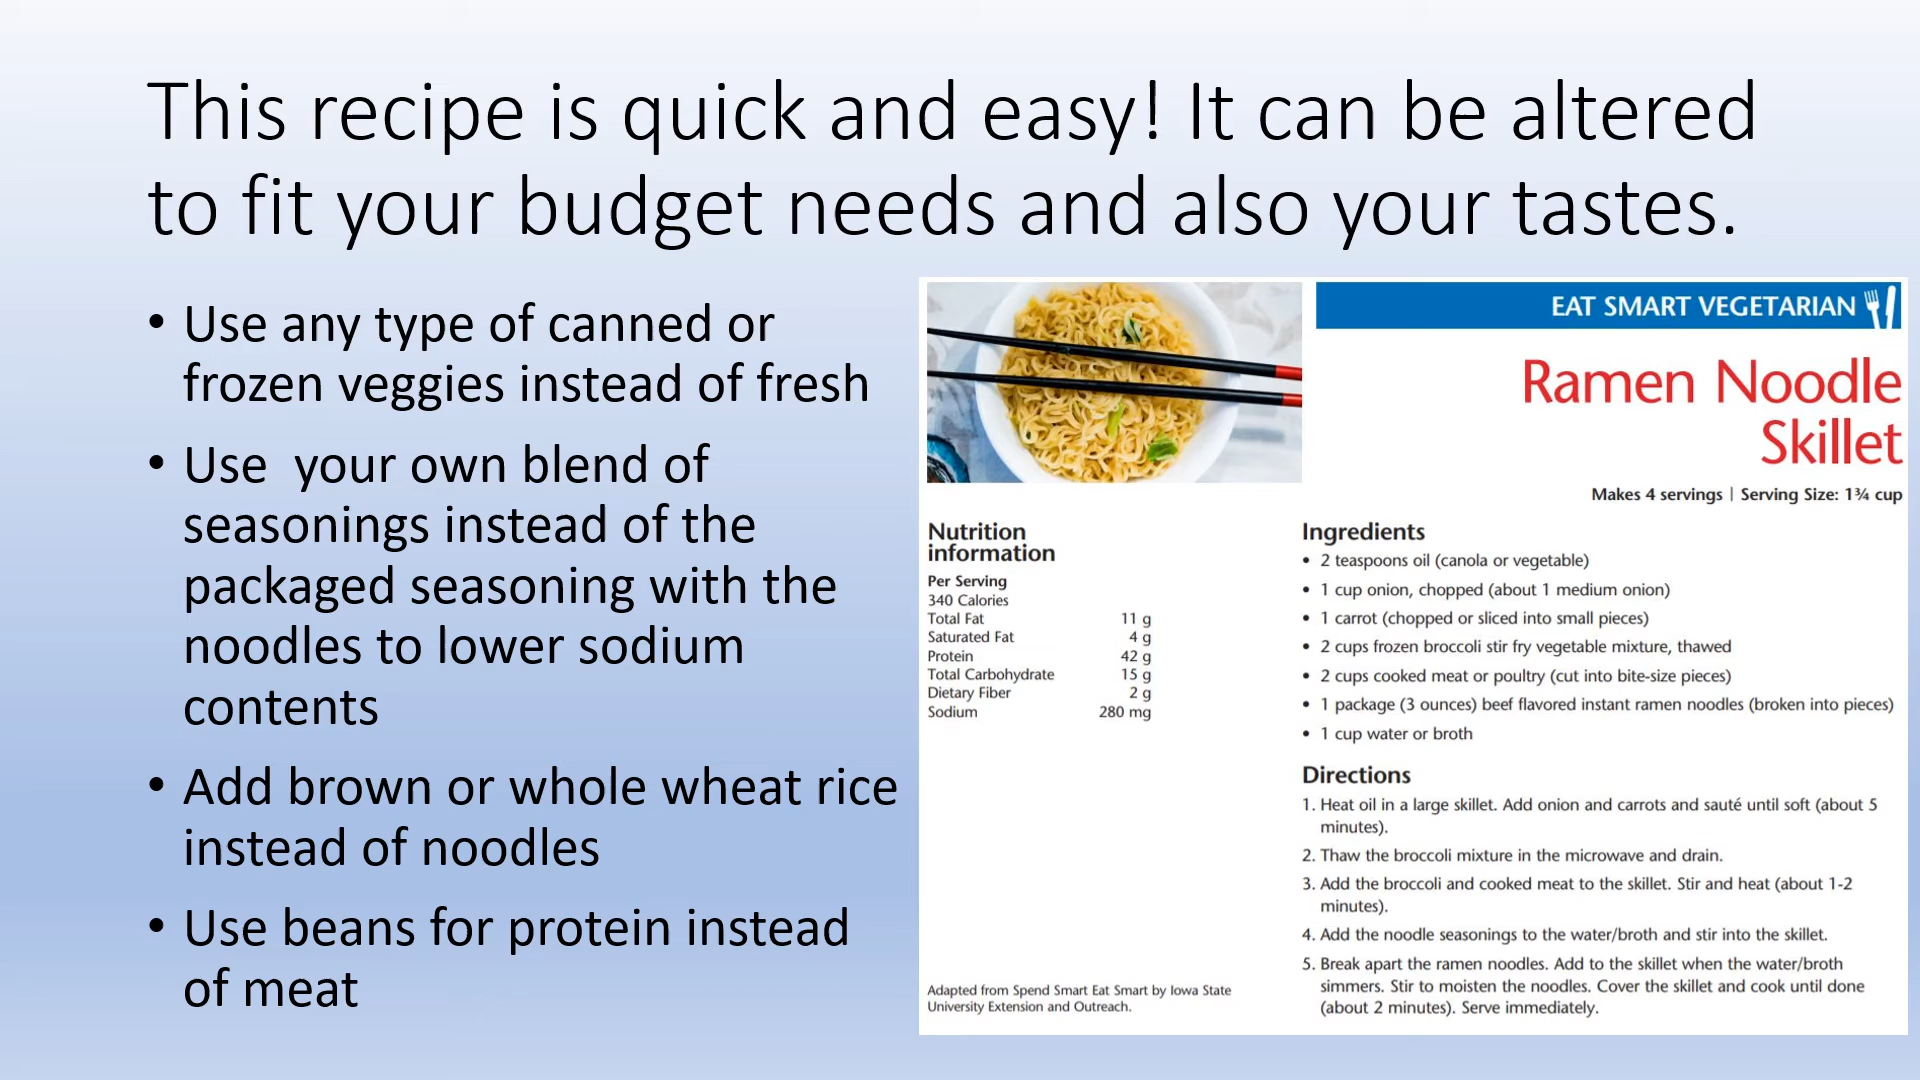 This recipe is quick and easy! It can be altered
to fit your budget needs and also your tastes.
• Use any type of canned or
frozen veggies instead of fresh
• Use  your own blend of
seasonings instead of the
packaged seasoning with the
noodles to lower sodium
contents
• Add brown or whole wheat rice
instead of noodles
• Use beans for protein instead
of meat
EAT SMART VEGETARIAN
Ramen Noodle
Skillet
Makes 4 servings | Serving Size: 1¾ cup
Nutrition
information
Per Serving
340 Calories
Total Fat 11 g
Saturated Fat 4 g
Protein 42 g
Total Carbohydrate 15 g
Dietary Fiber 2 g
Sodium 280 mg
Adapted from Spend Smart Eat Smart by Iowa State
University Extension and Outreach.
Ingredients
• 2 teaspoons oil (canola or vegetable)
• 1 cup onion, chopped (about 1 medium onion)
• 1 carrot (chopped or sliced into small pieces)
• 2 cups frozen broccoli stir fry vegetable mixture, thawed
• 2 cups cooked meat or poultry (cut into bite-size pieces)
• 1 package (3 ounces) beef flavored instant ramen noodles (broken into pieces)
• 1 cup water or broth
Directions
1. Heat oil in a large skillet. Add onion and carrots and sauté until soft (about 5
minutes).
2. Thaw the broccoli mixture in the microwave and drain.
3. Add the broccoli and cooked meat to the skillet. Stir and heat (about 1-2
minutes).
4. Add the noodle seasonings to the water/broth and stir into the skillet.
5. Break apart the ramen noodles. Add to the skillet when the water/broth
simmers. Stir to moisten the noodles. Cover the skillet and cook until done
(about 2 minutes). Serve immediately.